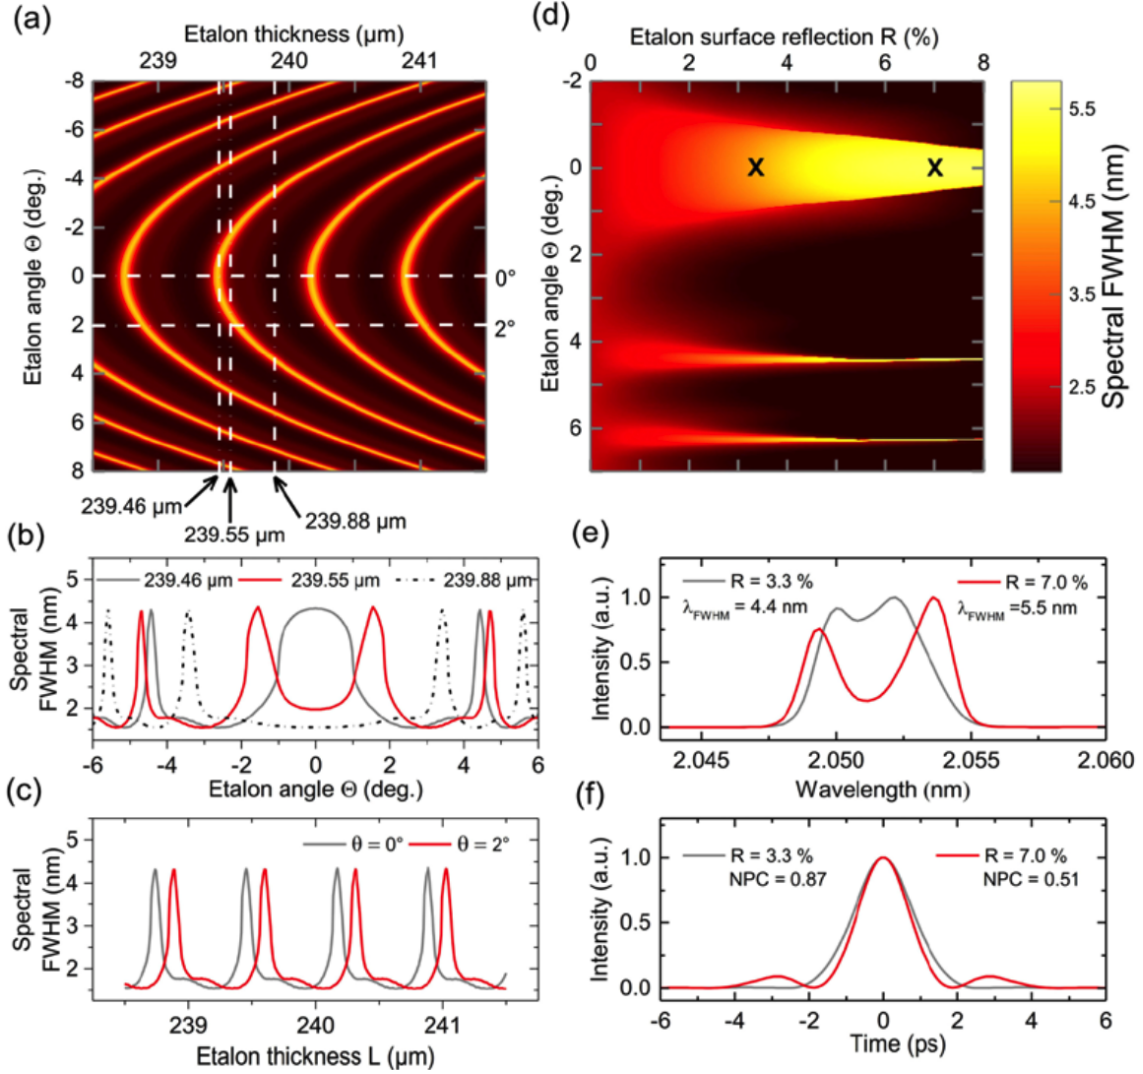 (a)
Etalon thickness (µm)
239 240 241
Etalon angle Θ (deg.)
-8
-6
-4
-2
0
2
4
6
8
0°
2°
239.46 µm
239.55 µm
239.88 µm
(b)
239.46 µm 239.55 µm 239.88 µm
Spectral
FWHM (nm)
5
4
3
2
-6 -4 -2 0 2 4 6
Etalon angle Θ (deg.)
(c)
θ = 0° θ = 2°
Spectral
FWHM (nm)
5
4
3
2
239 240 241
Etalon thickness L (µm)
(d)
Etalon surface reflection R (%)
0 2 4 6 8
Etalon angle Θ (deg.)
-2
0
2
4
6
X X
5.5
4.5
3.5
2.5
Spectral FWHM (nm)
(e)
R = 3.3 %
λFWHM = 4.4 nm
R = 7.0 %
λFWHM =5.5 nm
Intensity (a.u.)
1.0
0.5
0.0
2.045 2.050 2.055 2.060
Wavelength (nm)
(f)
R = 3.3 %
NPC = 0.87
R = 7.0 %
NPC = 0.51
Intensity (a.u.)
1.0
0.5
0.0
-6 -4 -2 0 2 4 6
Time (ps)